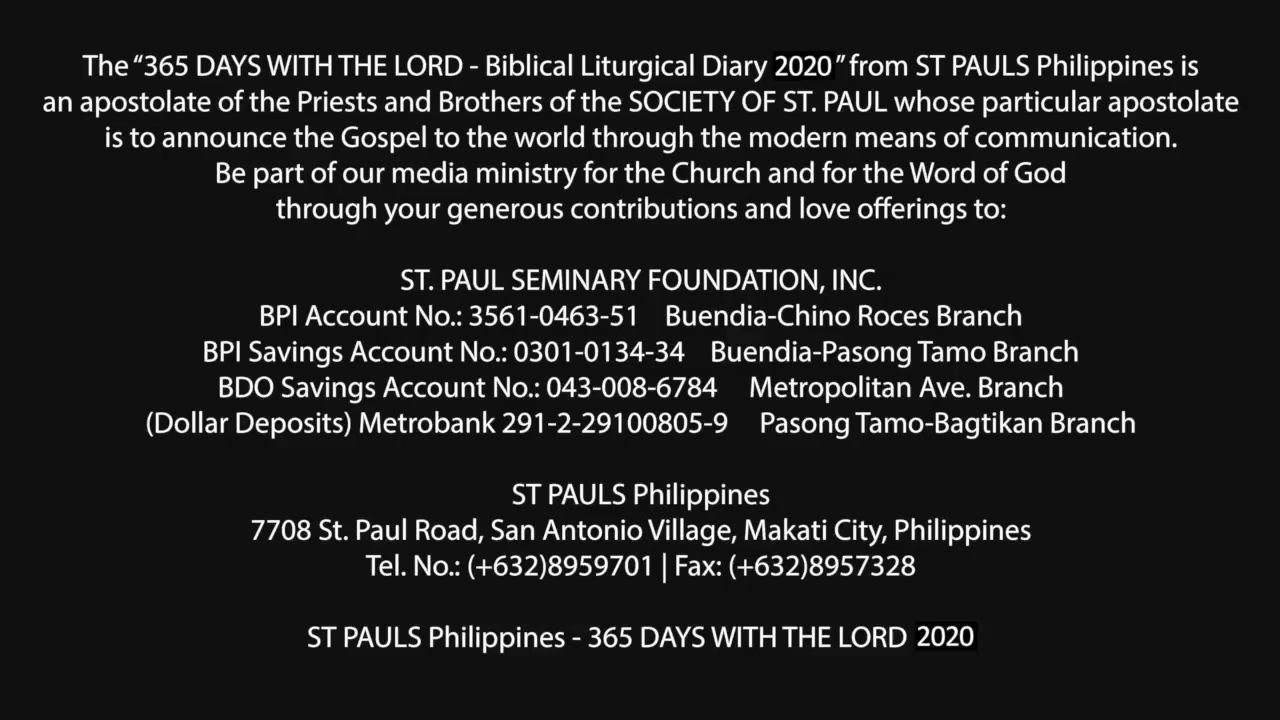 The “365 DAYS WITH THE LORD - Biblical Liturgical Diary 2020” from ST PAULS Philippines is
an apostolate of the Priests and Brothers of the SOCIETY OF ST. PAUL whose particular apostolate
is to announce the Gospel to the world through the modern means of communication.
Be part of our media ministry for the Church and for the Word of God
through your generous contributions and love offerings to:
ST. PAUL SEMINARY FOUNDATION, INC.
BPI Account No.: 3561-0463-51 Buendia-Chino Roces Branch
BPI Savings Account No.: 0301-0134-34 Buendia-Pasong Tamo Branch
BDO Savings Account No.: 043-008-6784 Metropolitan Ave. Branch
(Dollar Deposits) Metrobank 291-2-29100805-9 Pasong Tamo-Bagtikan Branch
ST PAULS Philippines
7708 St. Paul Road, San Antonio Village, Makati City, Philippines
Tel. No.: (+632)8959701 | Fax: (+632)8957328
ST PAULS Philippines - 365 DAYS WITH THE LORD 2020